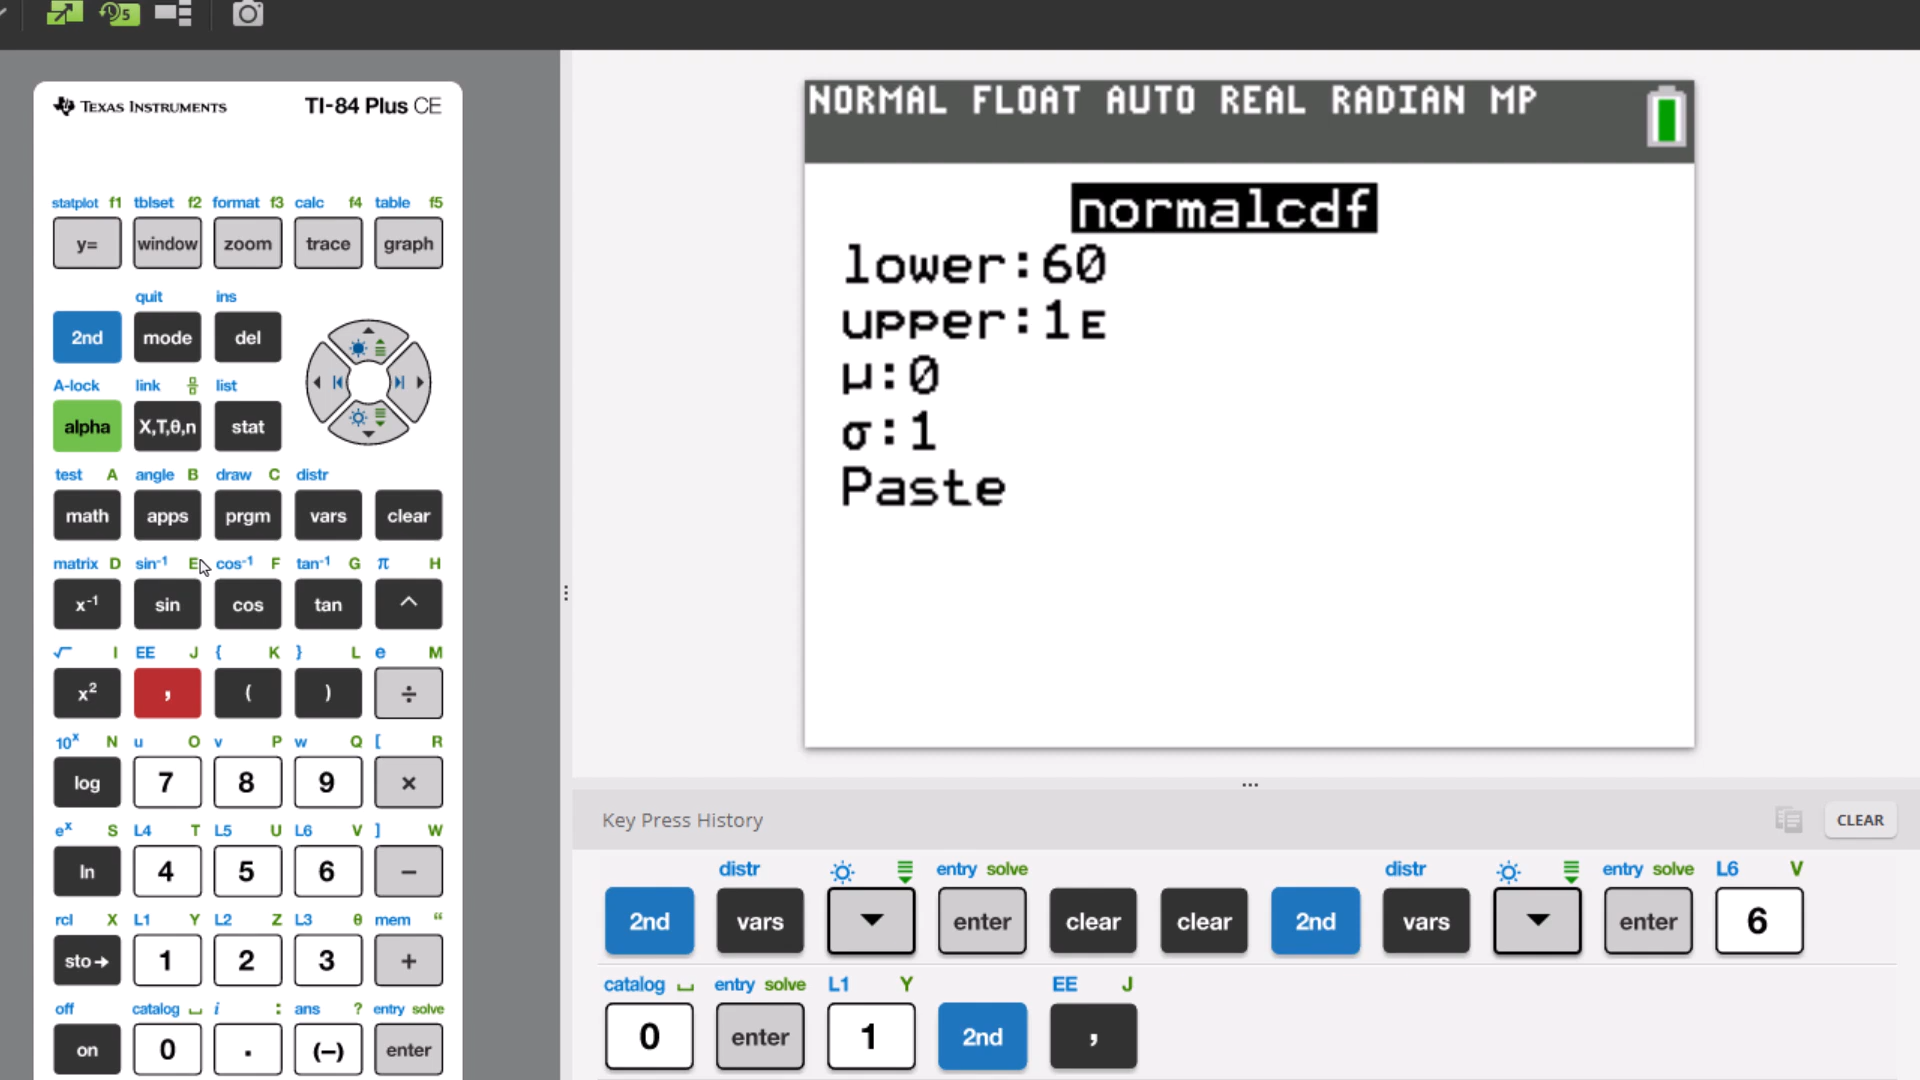 TEXAS INSTRUMENTS TI-84 Plus CE
statplot f1 tblset f2 format f3 calc f4 table f5
y= window zoom trace graph
quit ins
2nd mode del
A-lock link list
alpha X,T,θ,n stat
test A angle B draw C distr
math apps prgm vars clear
matrix D sin⁻¹ E cos⁻¹ F tan⁻¹ G π H
x⁻¹ sin cos tan ^
√ I EE J { K } L e M
x² , ( ) ÷
10ˣ N u O v P w Q [ R
log 7 8 9 ×
eˣ S L4 T L5 U L6 V ] W
ln 4 5 6 −
rcl X L1 Y L2 Z L3 θ mem “
sto→ 1 2 3 +
off catalog ⎵ i : ans ? entry solve
on 0 . (−) enter
NORMAL FLOAT AUTO REAL RADIAN MP
normalcdf
lower:60
upper:1E
μ:0
σ:1
Paste
Key Press History CLEAR
distr entry solve distr entry solve L6 V
2nd vars enter clear clear 2nd vars enter 6
catalog ⎵ entry solve L1 Y EE J
0 enter 1 2nd ,